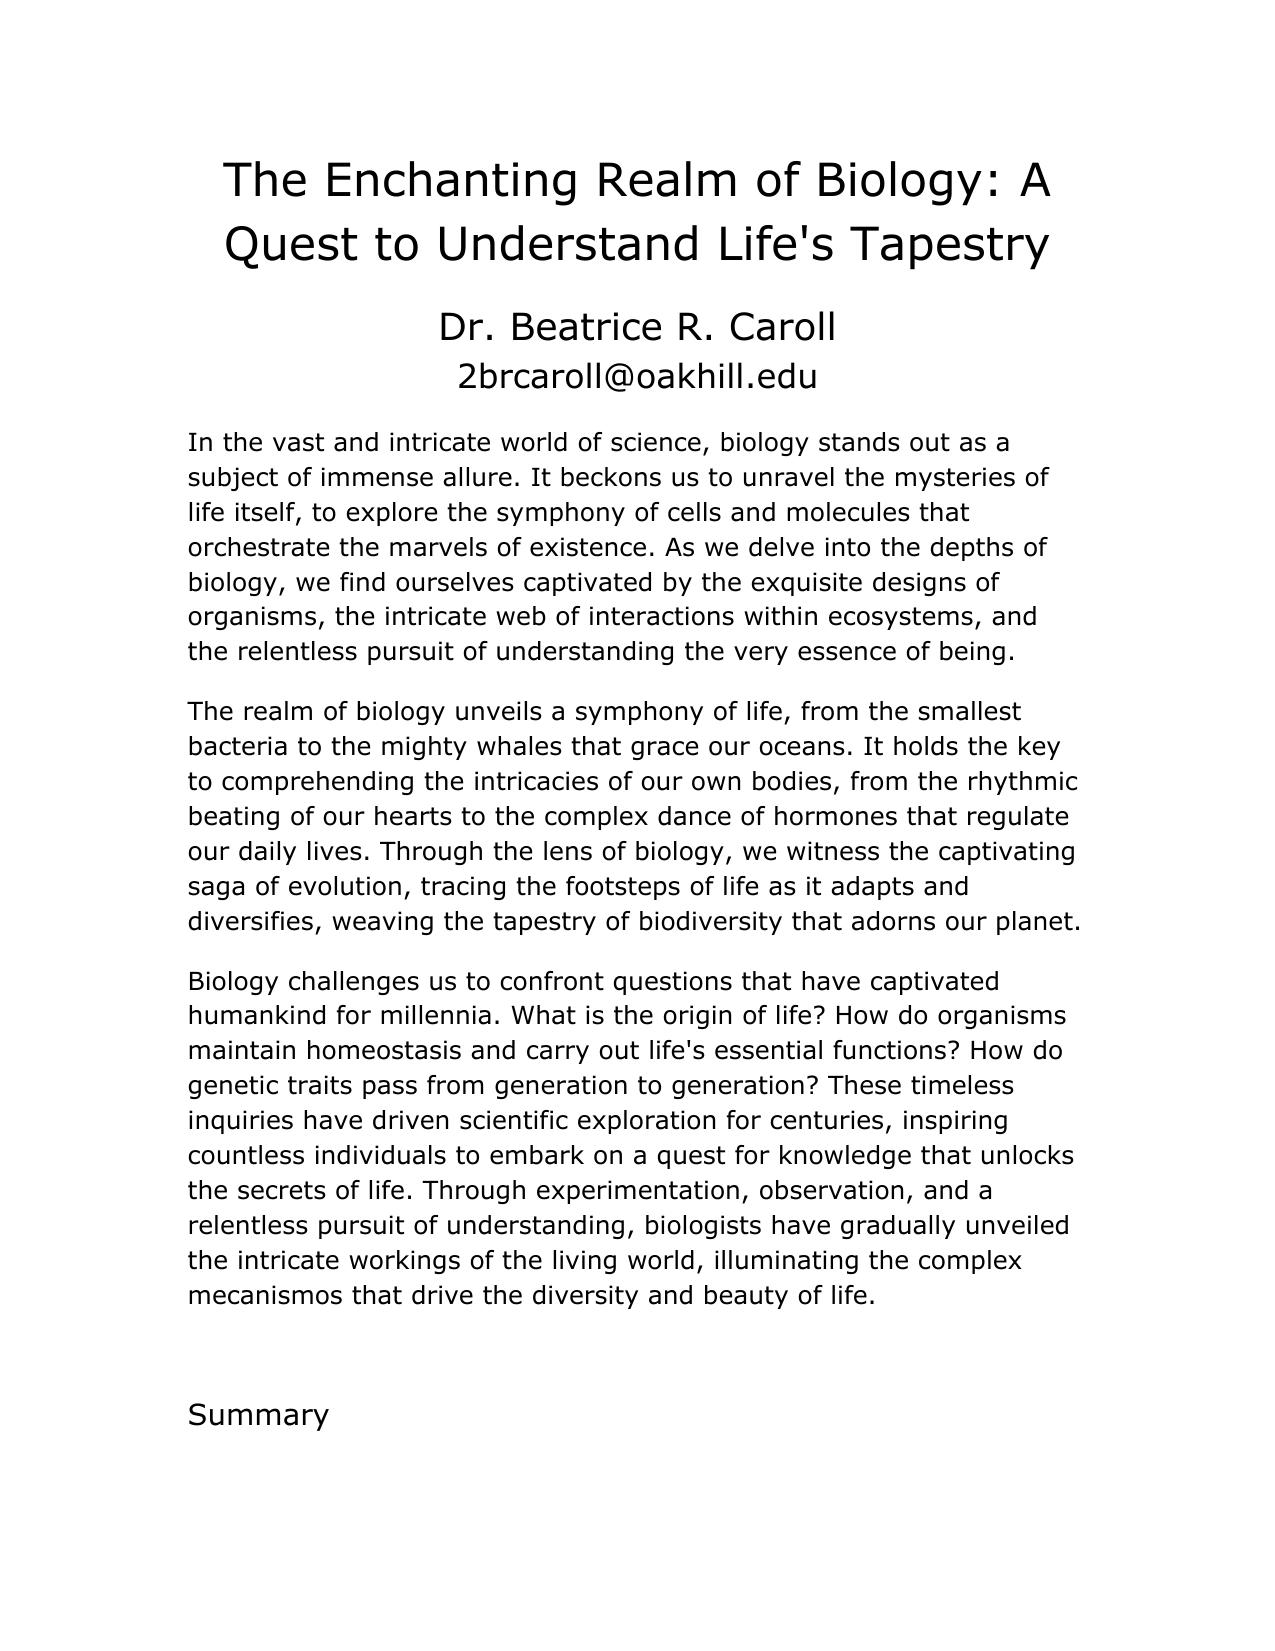 The Enchanting Realm of Biology: A
Quest to Understand Life's Tapestry
Dr. Beatrice R. Caroll
2brcaroll@oakhill.edu
In the vast and intricate world of science, biology stands out as a
subject of immense allure. It beckons us to unravel the mysteries of
life itself, to explore the symphony of cells and molecules that
orchestrate the marvels of existence. As we delve into the depths of
biology, we find ourselves captivated by the exquisite designs of
organisms, the intricate web of interactions within ecosystems, and
the relentless pursuit of understanding the very essence of being.
The realm of biology unveils a symphony of life, from the smallest
bacteria to the mighty whales that grace our oceans. It holds the key
to comprehending the intricacies of our own bodies, from the rhythmic
beating of our hearts to the complex dance of hormones that regulate
our daily lives. Through the lens of biology, we witness the captivating
saga of evolution, tracing the footsteps of life as it adapts and
diversifies, weaving the tapestry of biodiversity that adorns our planet.
Biology challenges us to confront questions that have captivated
humankind for millennia. What is the origin of life? How do organisms
maintain homeostasis and carry out life's essential functions? How do
genetic traits pass from generation to generation? These timeless
inquiries have driven scientific exploration for centuries, inspiring
countless individuals to embark on a quest for knowledge that unlocks
the secrets of life. Through experimentation, observation, and a
relentless pursuit of understanding, biologists have gradually unveiled
the intricate workings of the living world, illuminating the complex
mecanismos that drive the diversity and beauty of life.
Summary